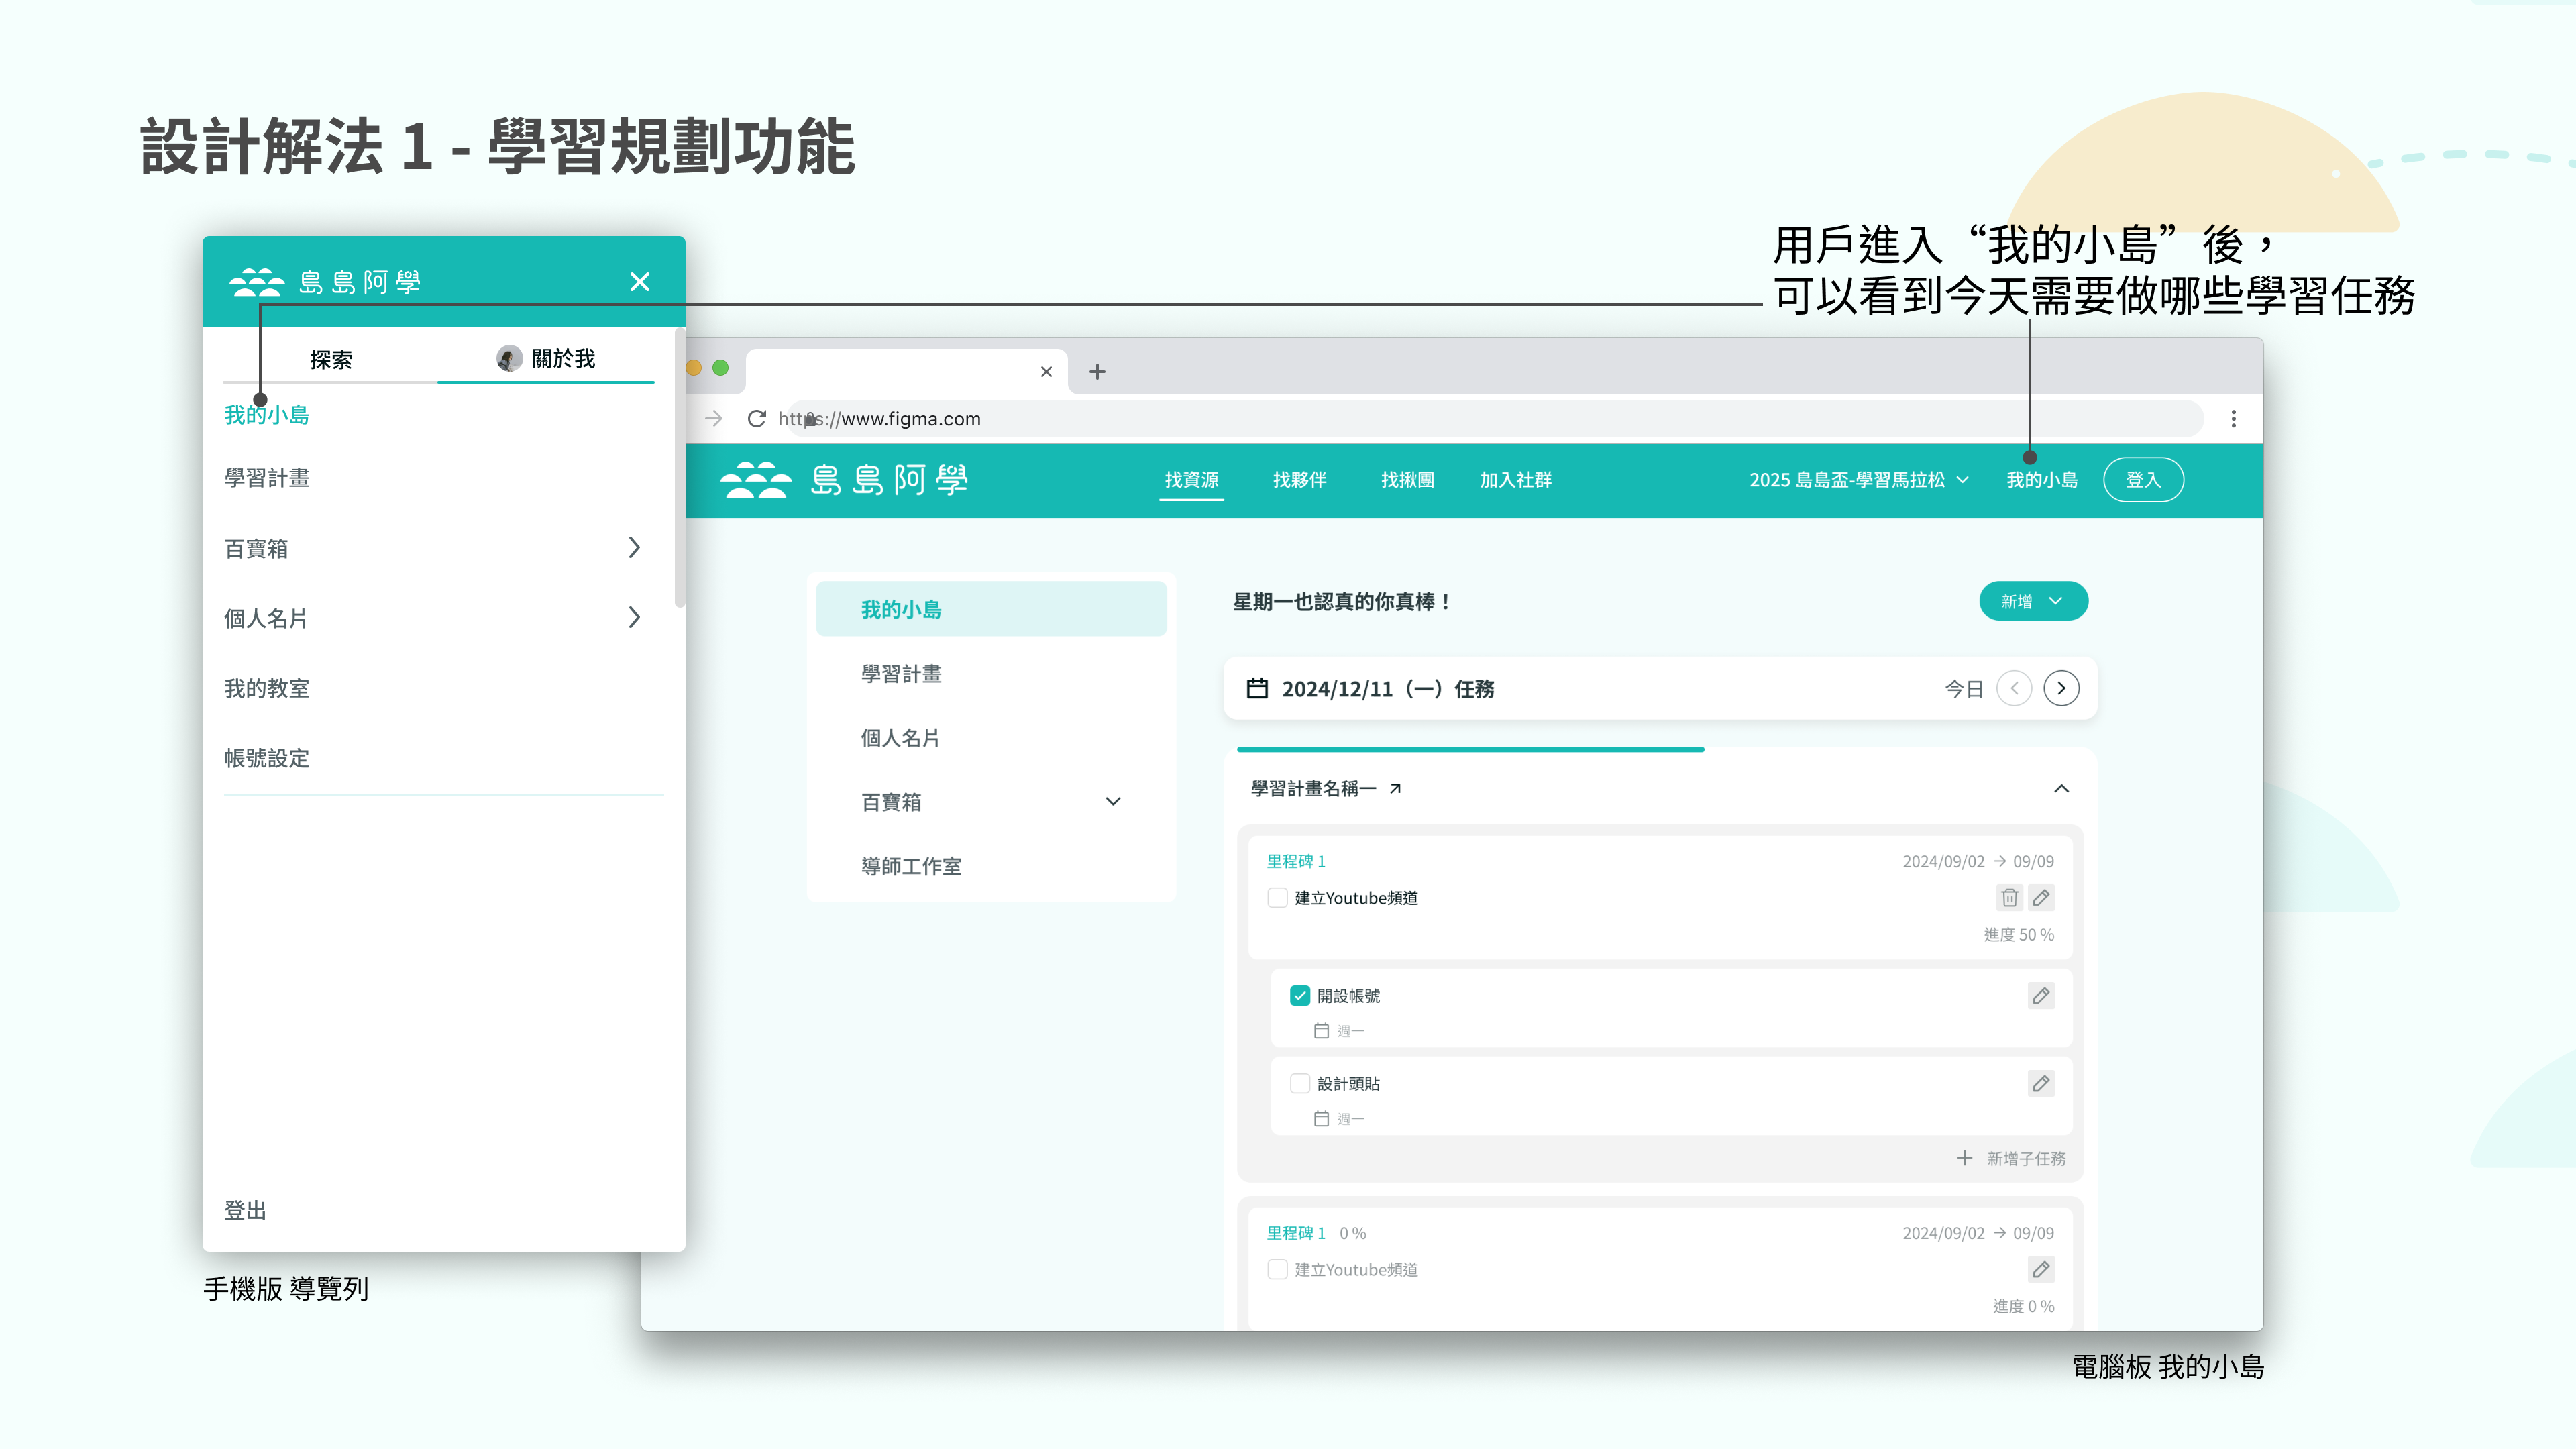 設計解法 1 - 學習規劃功能
用戶進入“我的小島”後，
可以看到今天需要做哪些學習任務
島島阿學
探索
關於我
我的小島
學習計畫
百寶箱
個人名片
我的教室
帳號設定
登出
手機版 導覽列
https://www.figma.com
島島阿學
找資源
找夥伴
找揪團
加入社群
2025 島島盃-學習馬拉松
我的小島
登入
我的小島
學習計畫
個人名片
百寶箱
導師工作室
星期一也認真的你真棒！
新增
2024/12/11（一）任務
今日
學習計畫名稱一
里程碑 1
2024/09/02 → 09/09
建立Youtube頻道
進度 50 %
開設帳號
週一
設計頭貼
週一
新增子任務
里程碑 1 0 %
2024/09/02 → 09/09
建立Youtube頻道
進度 0 %
電腦板 我的小島